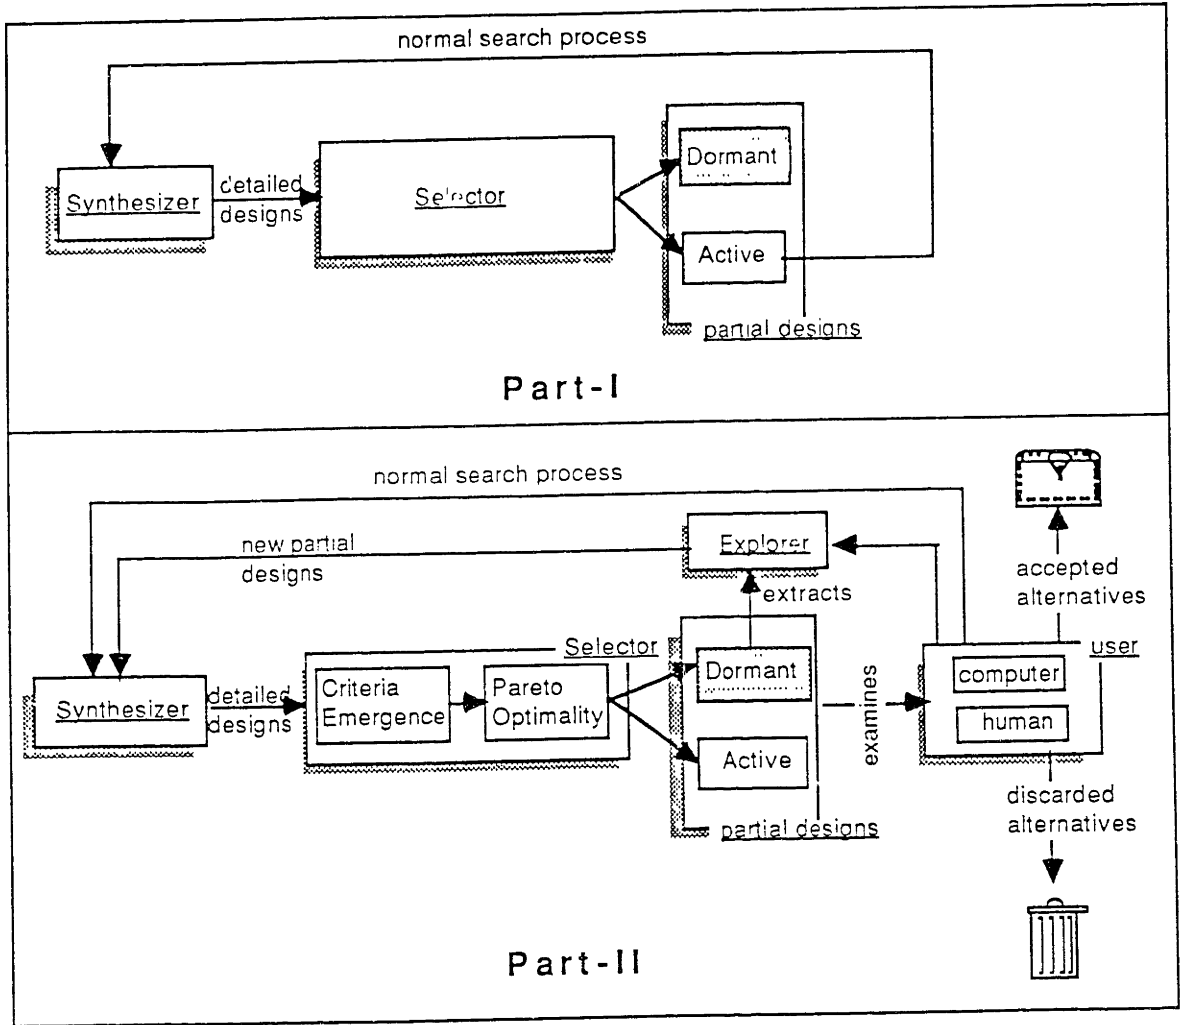 normal search process
Dormant
Synthesizer
detailed
designs
Selector
Active
partial designs
Part-I
normal search process
new partial
designs
Explorer
extracts
accepted
alternatives
Selector
user
Synthesizer
detailed
designs
Criteria
Emergence
Pareto
Optimality
Dormant
Active
partial designs
examines
computer
human
discarded
alternatives
Part-II